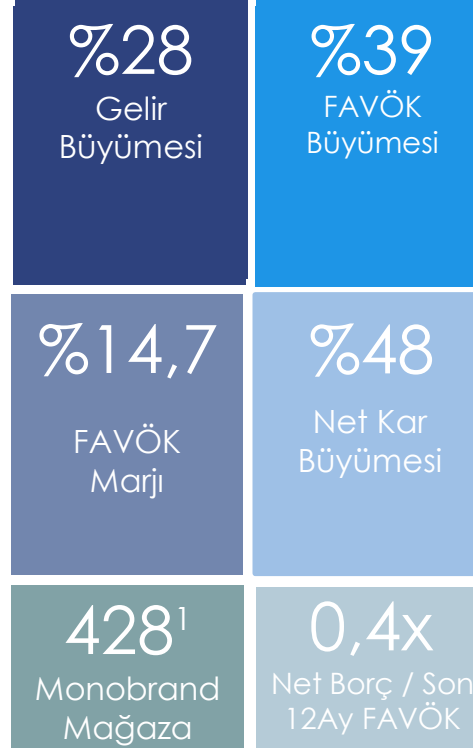 %28
Gelir
Büyümesi
%39
FAVÖK
Büyümesi
%14,7
FAVÖK
Marjı
%48
Net Kar
Büyümesi
428¹
Monobrand
Mağaza
0,4x
Net Borç / Son
12Ay FAVÖK